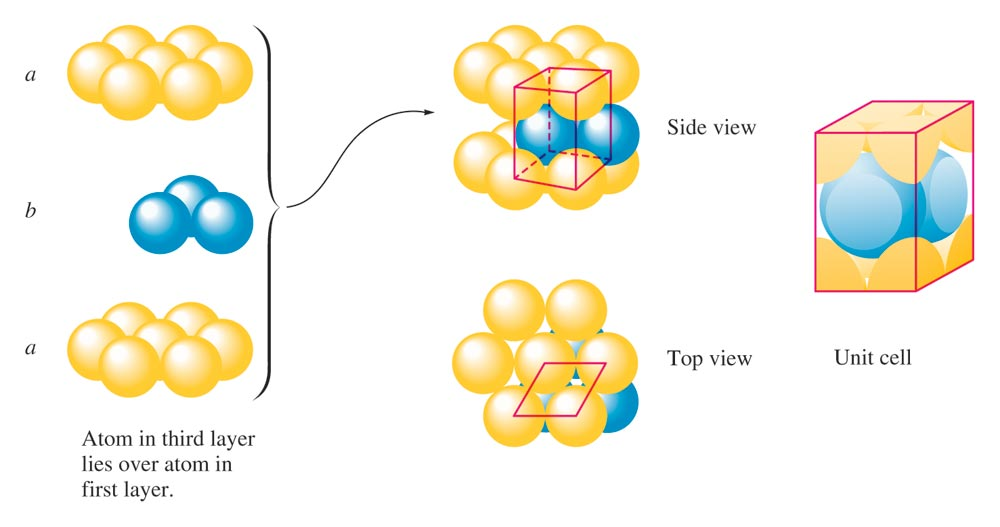 a
b
a
Atom in third layer
lies over atom in
first layer.
Side view
Top view
Unit cell